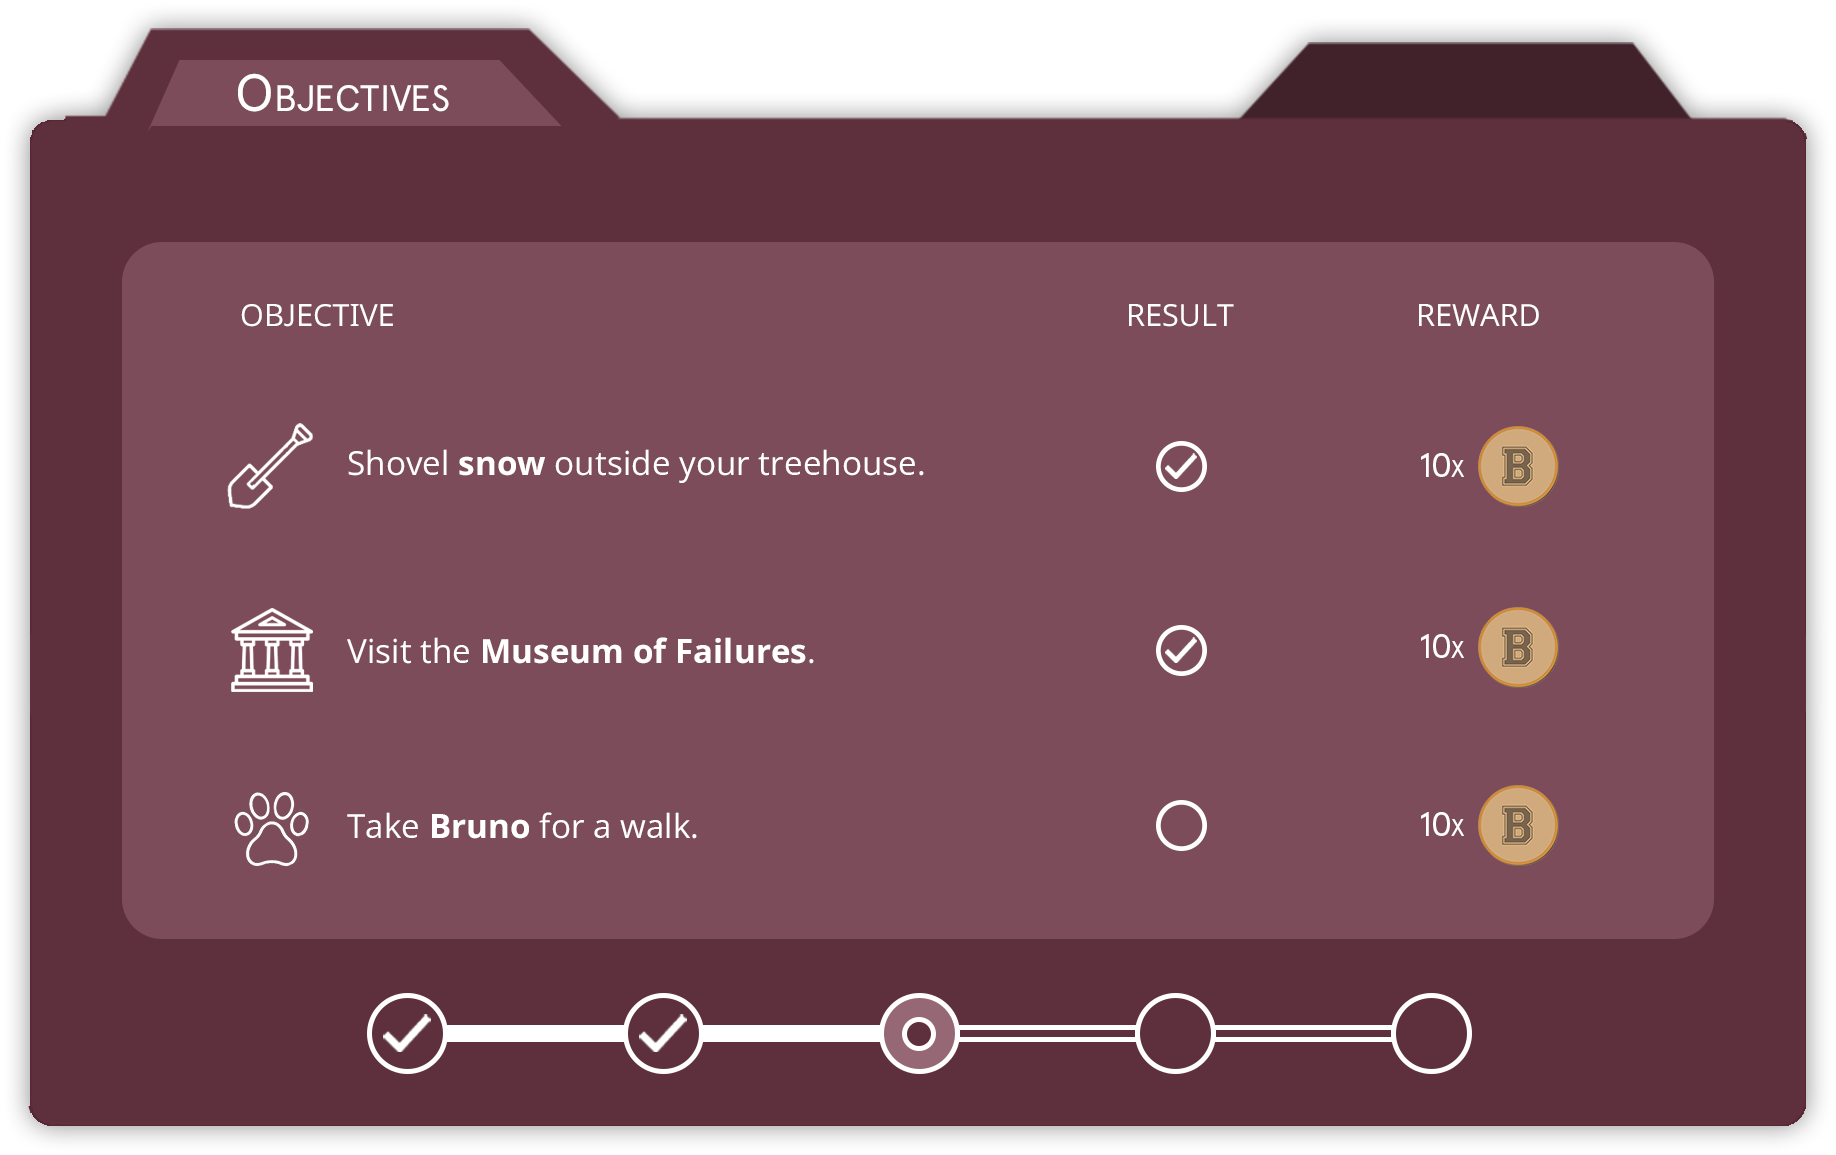 Objectives
OBJECTIVE RESULT REWARD
Shovel snow outside your treehouse. 10x B
Visit the Museum of Failures. 10x B
Take Bruno for a walk. 10x B